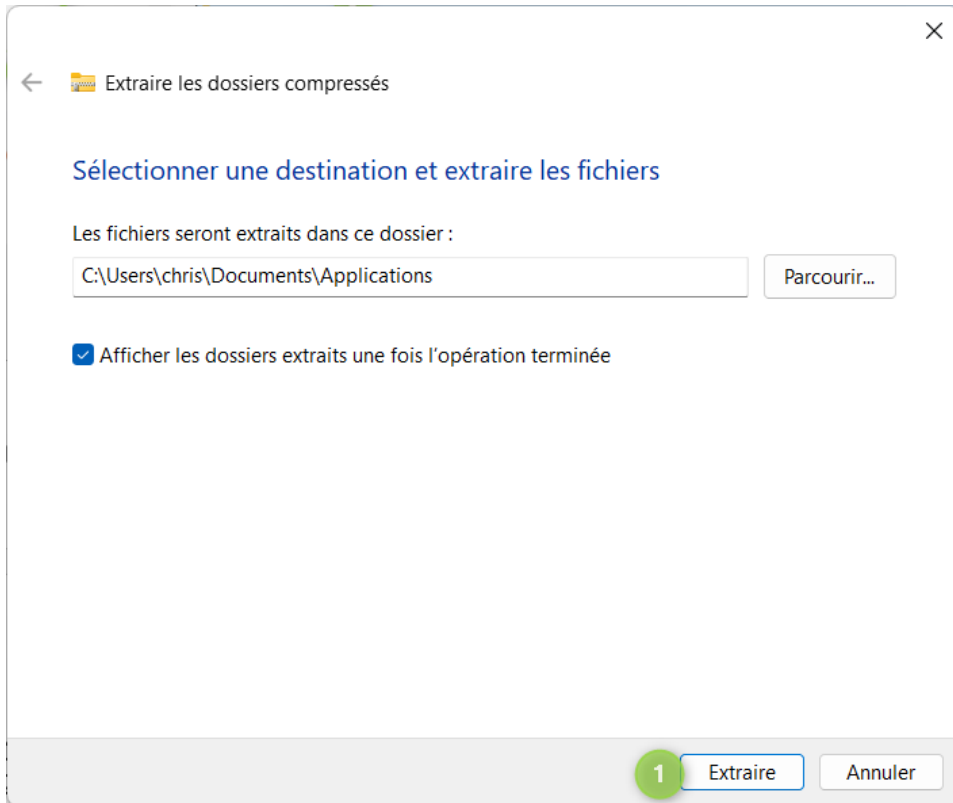 Extraire les dossiers compressés
Sélectionner une destination et extraire les fichiers
Les fichiers seront extraits dans ce dossier :
C:\Users\chris\Documents\Applications
Parcourir...
Afficher les dossiers extraits une fois l'opération terminée
1
Extraire
Annuler